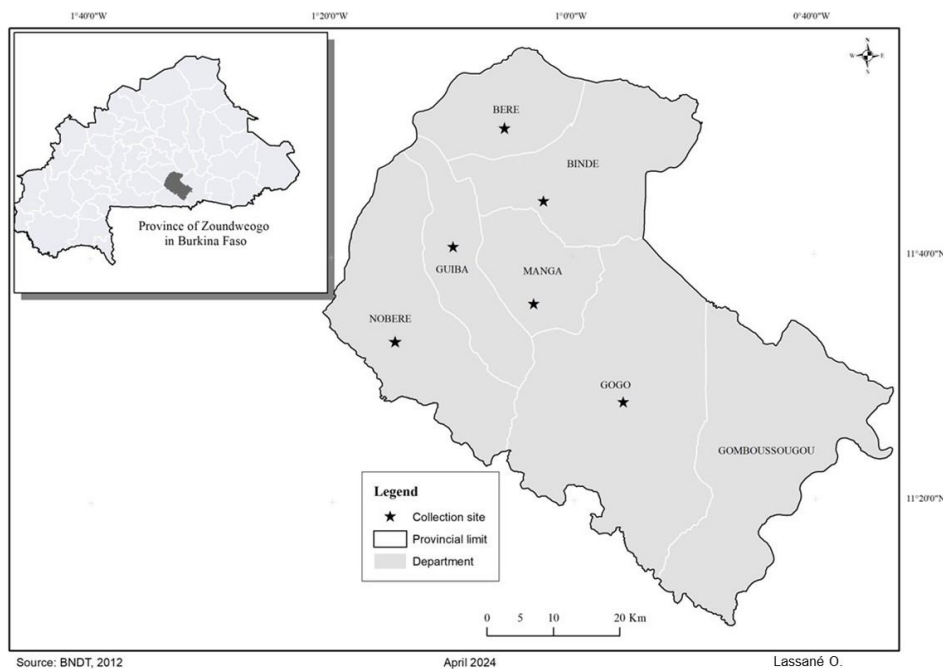 1°40'0"W 1°20'0"W 1°0'0"W 0°40'0"W
N
W E
S
BERE
BINDE
Province of Zoundweogo
in Burkina Faso
11°40'0"N
GUIBA
MANGA
NOBERE
GOGO
GOMBOUSSOUGOU
11°20'0"N
Legend
Collection site
Provincial limit
Department
0 5 10 20 Km
Source: BNDT, 2012 April 2024 Lassané O.